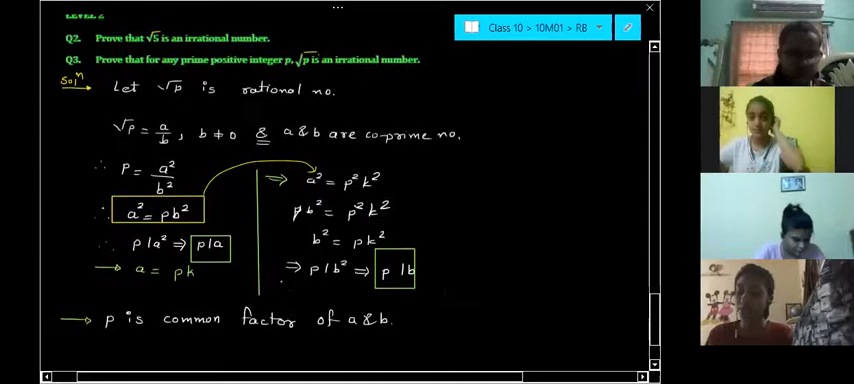 LEVEL 2
Q2. Prove that √5 is an irrational number.
Q3. Prove that for any prime positive integer p, √p is an irrational number.
Class 10 > 10M01 > RB
Solⁿ Let √p is rational no.
√p = a/b, b ≠ 0 & a & b are co-prime no.
∴ P = a²/b²
∴ a² = pb²
∴ p | a² ⇒ p | a
→ a = pk
⇒ a² = p²k²
pb² = p²k²
b² = pk²
⇒ p | b² ⇒ p | b
→ p is common factor of a & b.